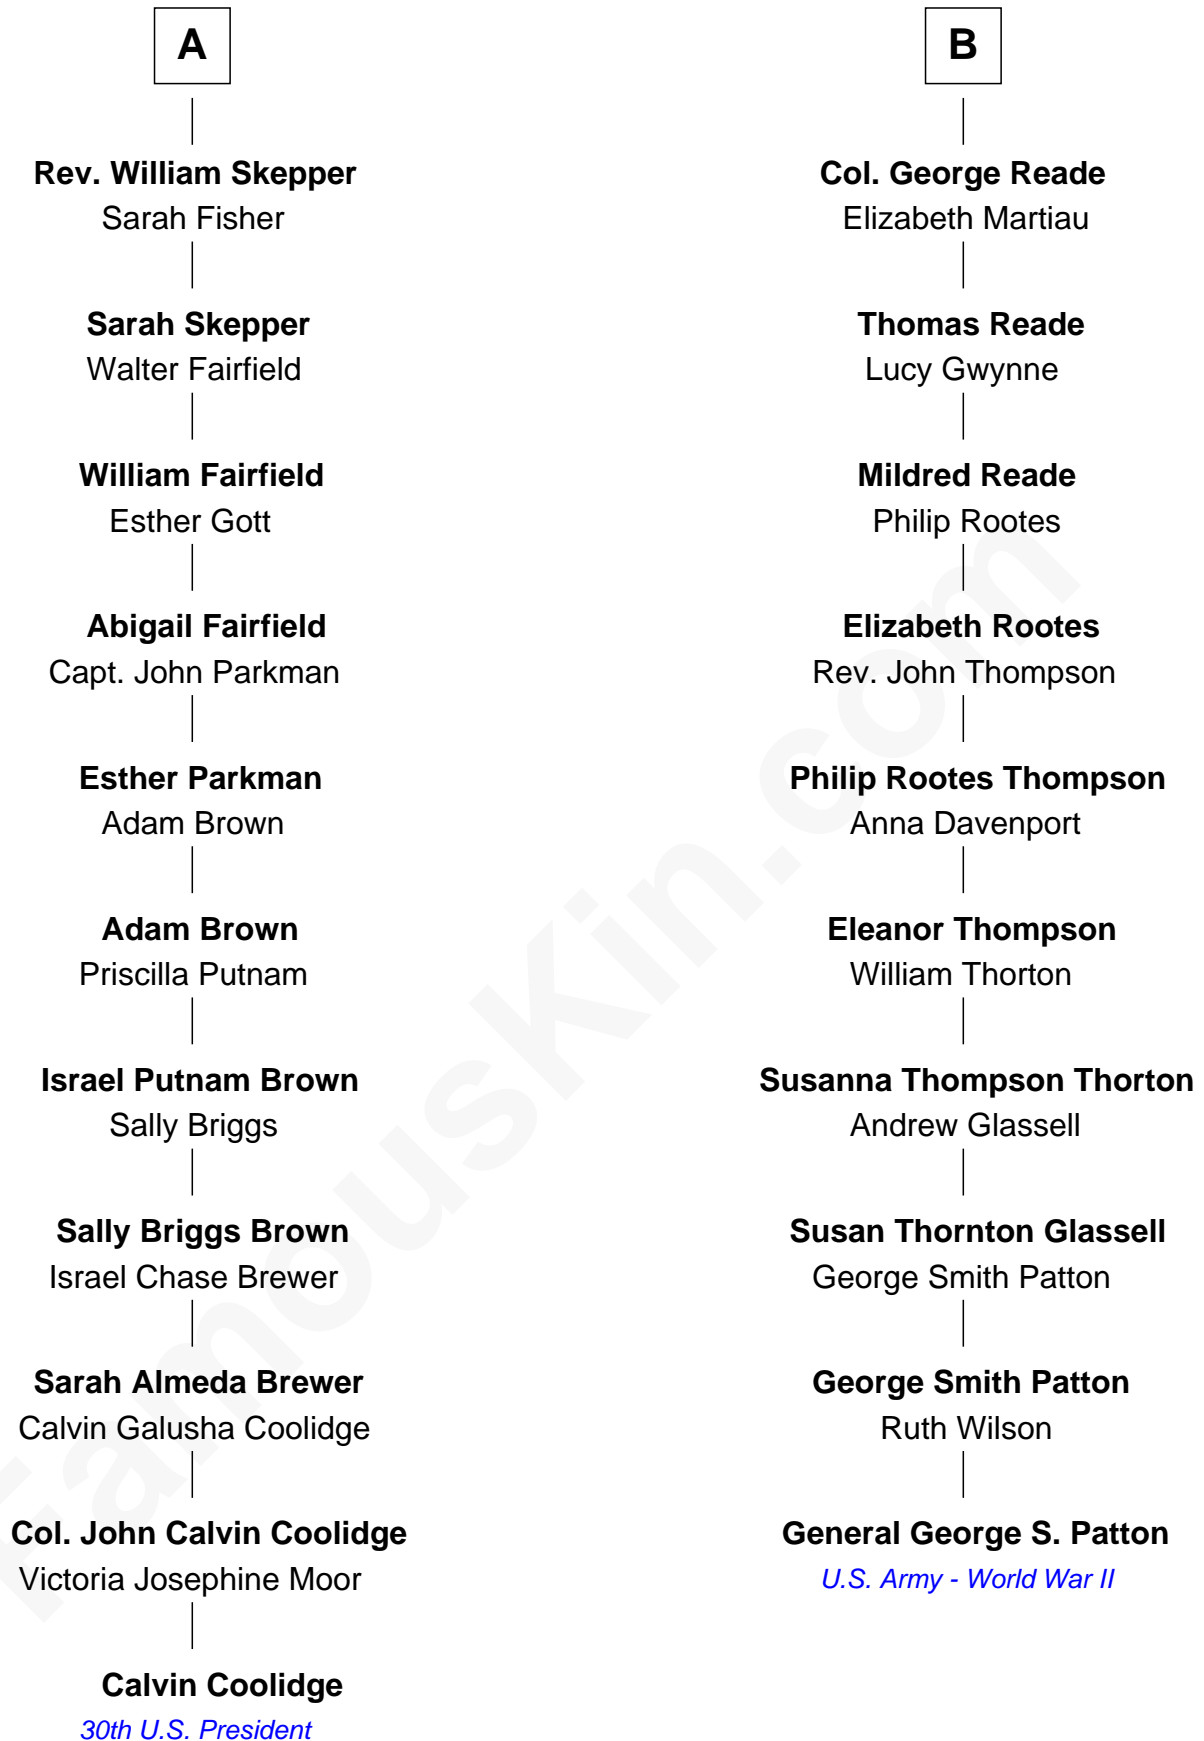 A
Rev. William Skepper
Sarah Fisher
Sarah Skepper
Walter Fairfield
William Fairfield
Esther Gott
Abigail Fairfield
Capt. John Parkman
Esther Parkman
Adam Brown
Adam Brown
Priscilla Putnam
Israel Putnam Brown
Sally Briggs
Sally Briggs Brown
Israel Chase Brewer
Sarah Almeda Brewer
Calvin Galusha Coolidge
Col. John Calvin Coolidge
Victoria Josephine Moor
Calvin Coolidge
30th U.S. President
B
Col. George Reade
Elizabeth Martiau
Thomas Reade
Lucy Gwynne
Mildred Reade
Philip Rootes
Elizabeth Rootes
Rev. John Thompson
Philip Rootes Thompson
Anna Davenport
Eleanor Thompson
William Thorton
Susanna Thompson Thorton
Andrew Glassell
Susan Thornton Glassell
George Smith Patton
George Smith Patton
Ruth Wilson
General George S. Patton
U.S. Army - World War II
FamousKin.com